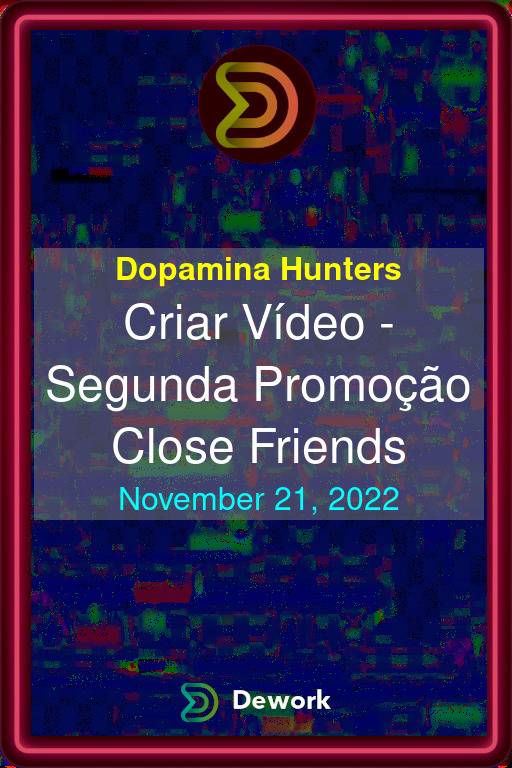 Dopamina Hunters
Criar Vídeo -
Segunda Promoção
Close Friends
November 21, 2022
Dework